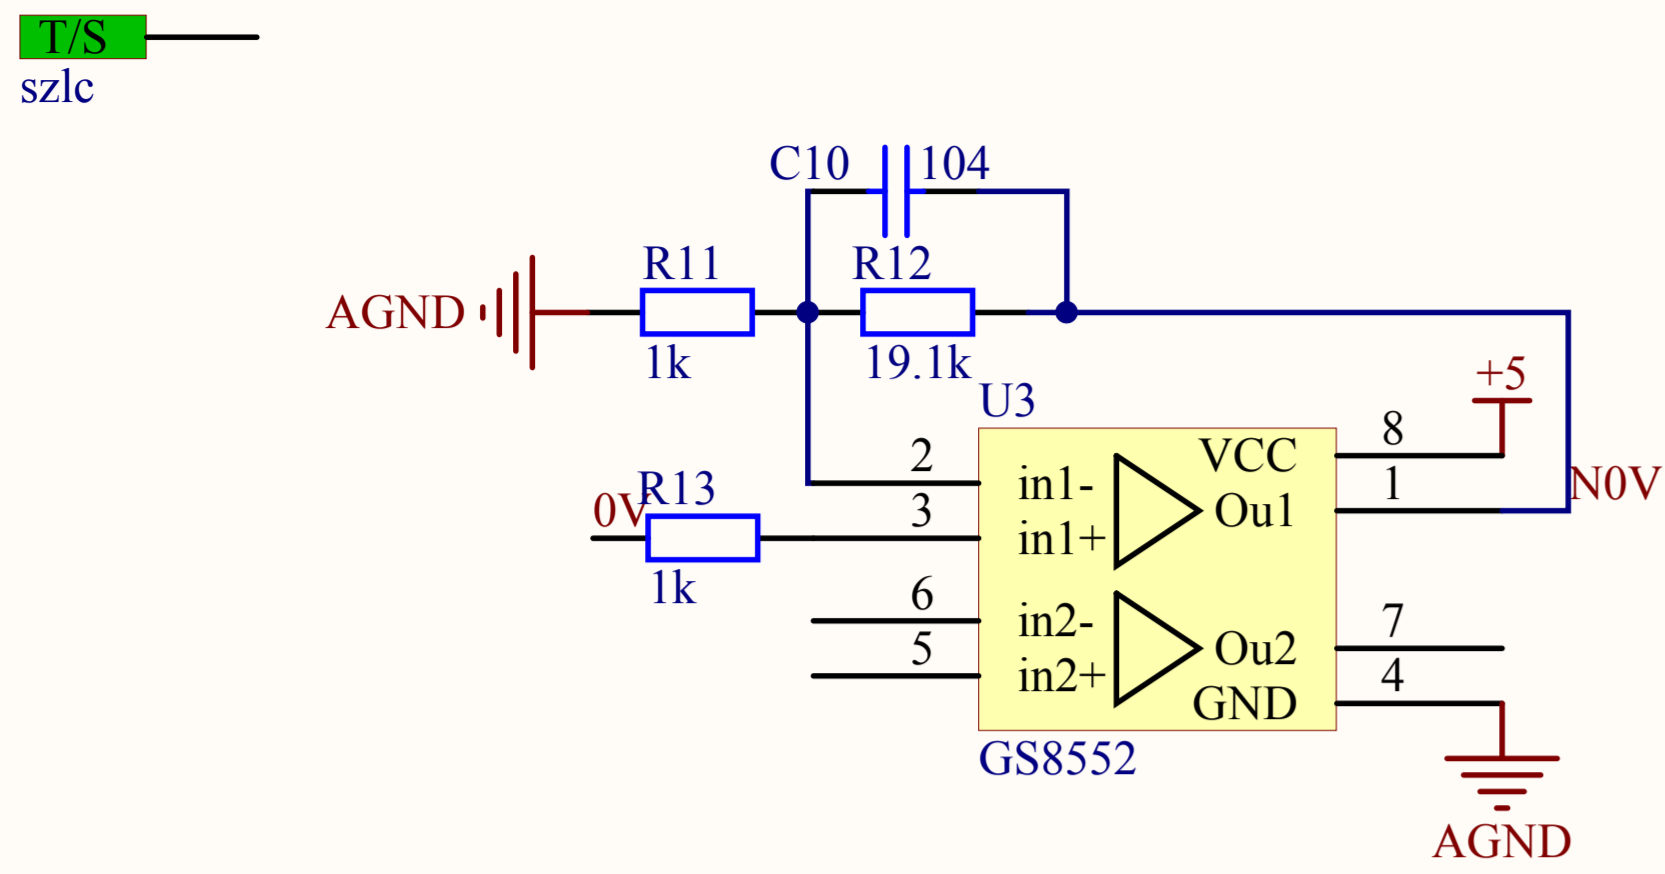 T/S
szlc
C10
104
R11
R12
AGND
1k
19.1k
U3
+5
2
in1-
VCC
8
R13
0V
3
in1+
Ou1
1
N0V
1k
6
in2-
5
in2+
Ou2
7
GND
4
GS8552
AGND